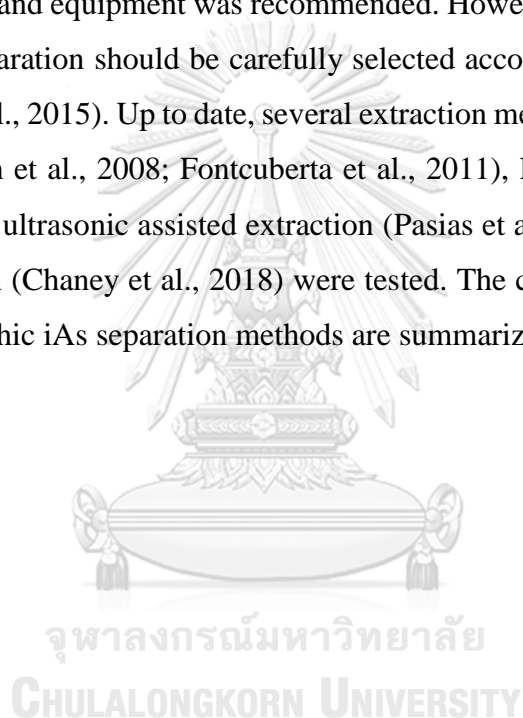 and equipment was recommended. Howe
aration should be carefully selected acco
l., 2015). Up to date, several extraction me
n et al., 2008; Fontcuberta et al., 2011),
ultrasonic assisted extraction (Pasias et a
(Chaney et al., 2018) were tested. The c
hic iAs separation methods are summariz
จุฬาลงกรณ์มหาวิทยาลัย
CHULALONGKORN UNIVERSITY